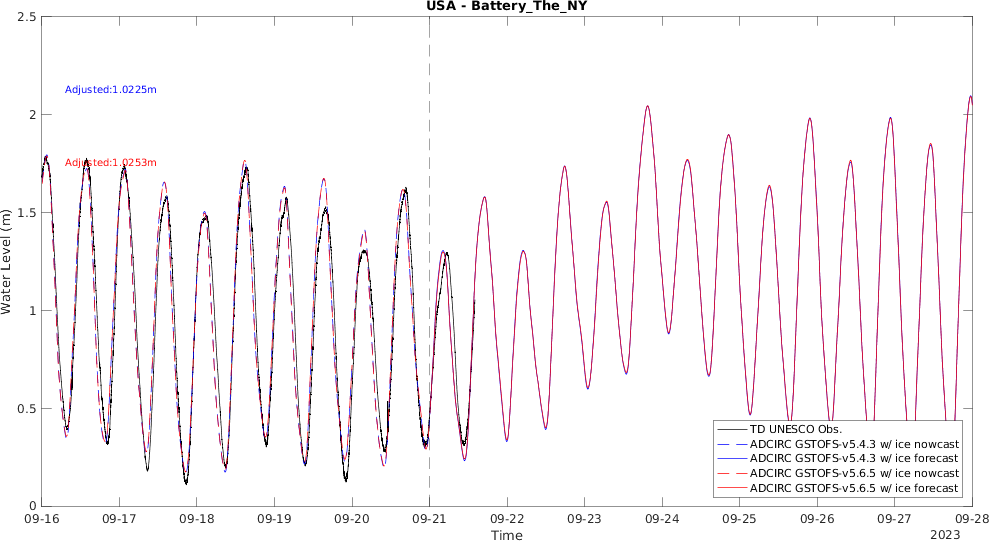 USA - Battery_The_NY
2.5
2
1.5
1
0.5
0
Water Level (m)
Adjusted:1.0225m
Adjusted:1.0253m
TD UNESCO Obs.
ADCIRC GSTOFS-v5.4.3 w/ ice nowcast
ADCIRC GSTOFS-v5.4.3 w/ ice forecast
ADCIRC GSTOFS-v5.6.5 w/ ice nowcast
ADCIRC GSTOFS-v5.6.5 w/ ice forecast
09-16 09-17 09-18 09-19 09-20 09-21 09-22 09-23 09-24 09-25 09-26 09-27 09-28
Time
2023